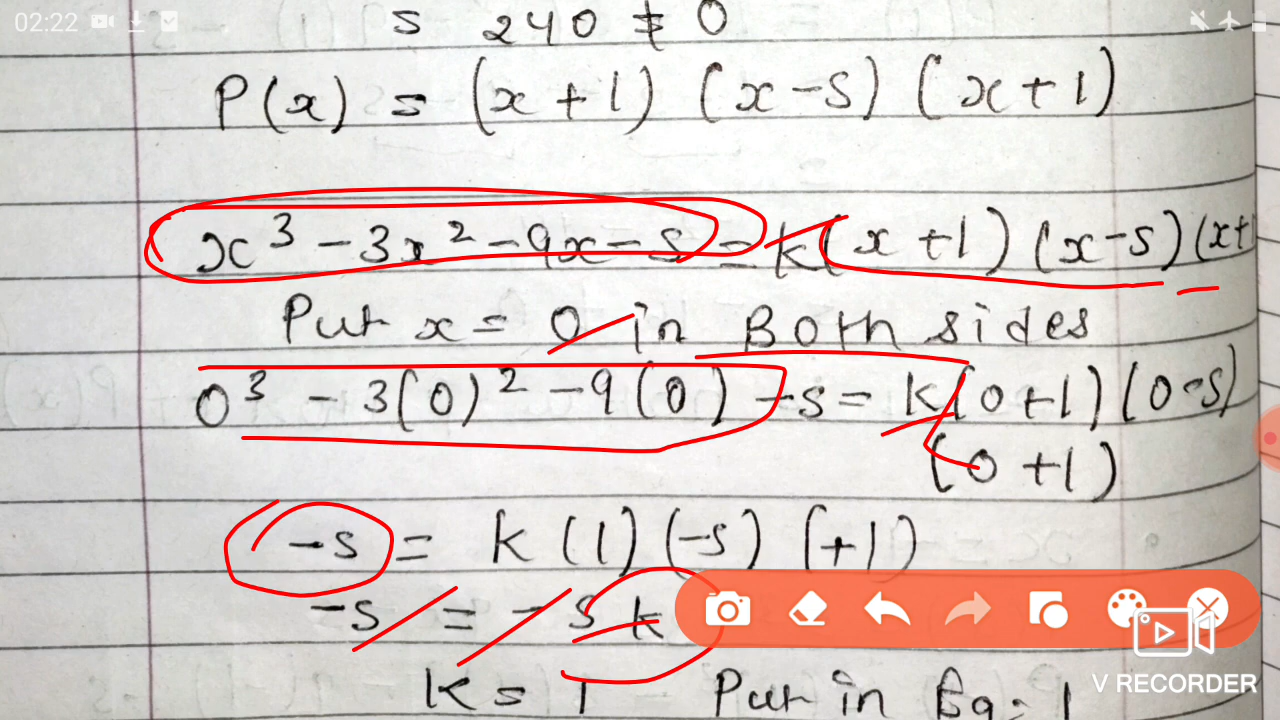 02:22
= 240 ≠ 0
P(x) = (x+1) (x-5) (x+1)
x³ - 3x² - 9x - 5 = k(x+1) (x-5) (x+1
Put x = 0 in Both sides
0³ - 3(0)² - 9(0) - 5 = k(0+1) (0-5)
(0+1)
-5 = k (1) (-5) (+1)
-5 = -5k
k = 1 Put in Eq. 1
V RECORDER